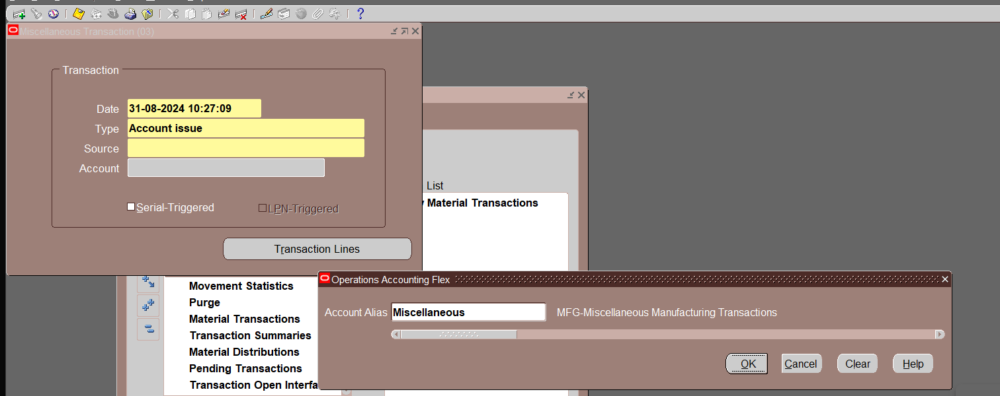 Miscellaneous Transaction (03)
Transaction
Date 31-08-2024 10:27:09
Type Account issue
Source
Account
Serial-Triggered LPN-Triggered
Transaction Lines
List
Material Transactions
Movement Statistics
Purge
Material Transactions
Transaction Summaries
Material Distributions
Pending Transactions
Transaction Open Interfa
Operations Accounting Flex
Account Alias Miscellaneous MFG-Miscellaneous Manufacturing Transactions
OK Cancel Clear Help